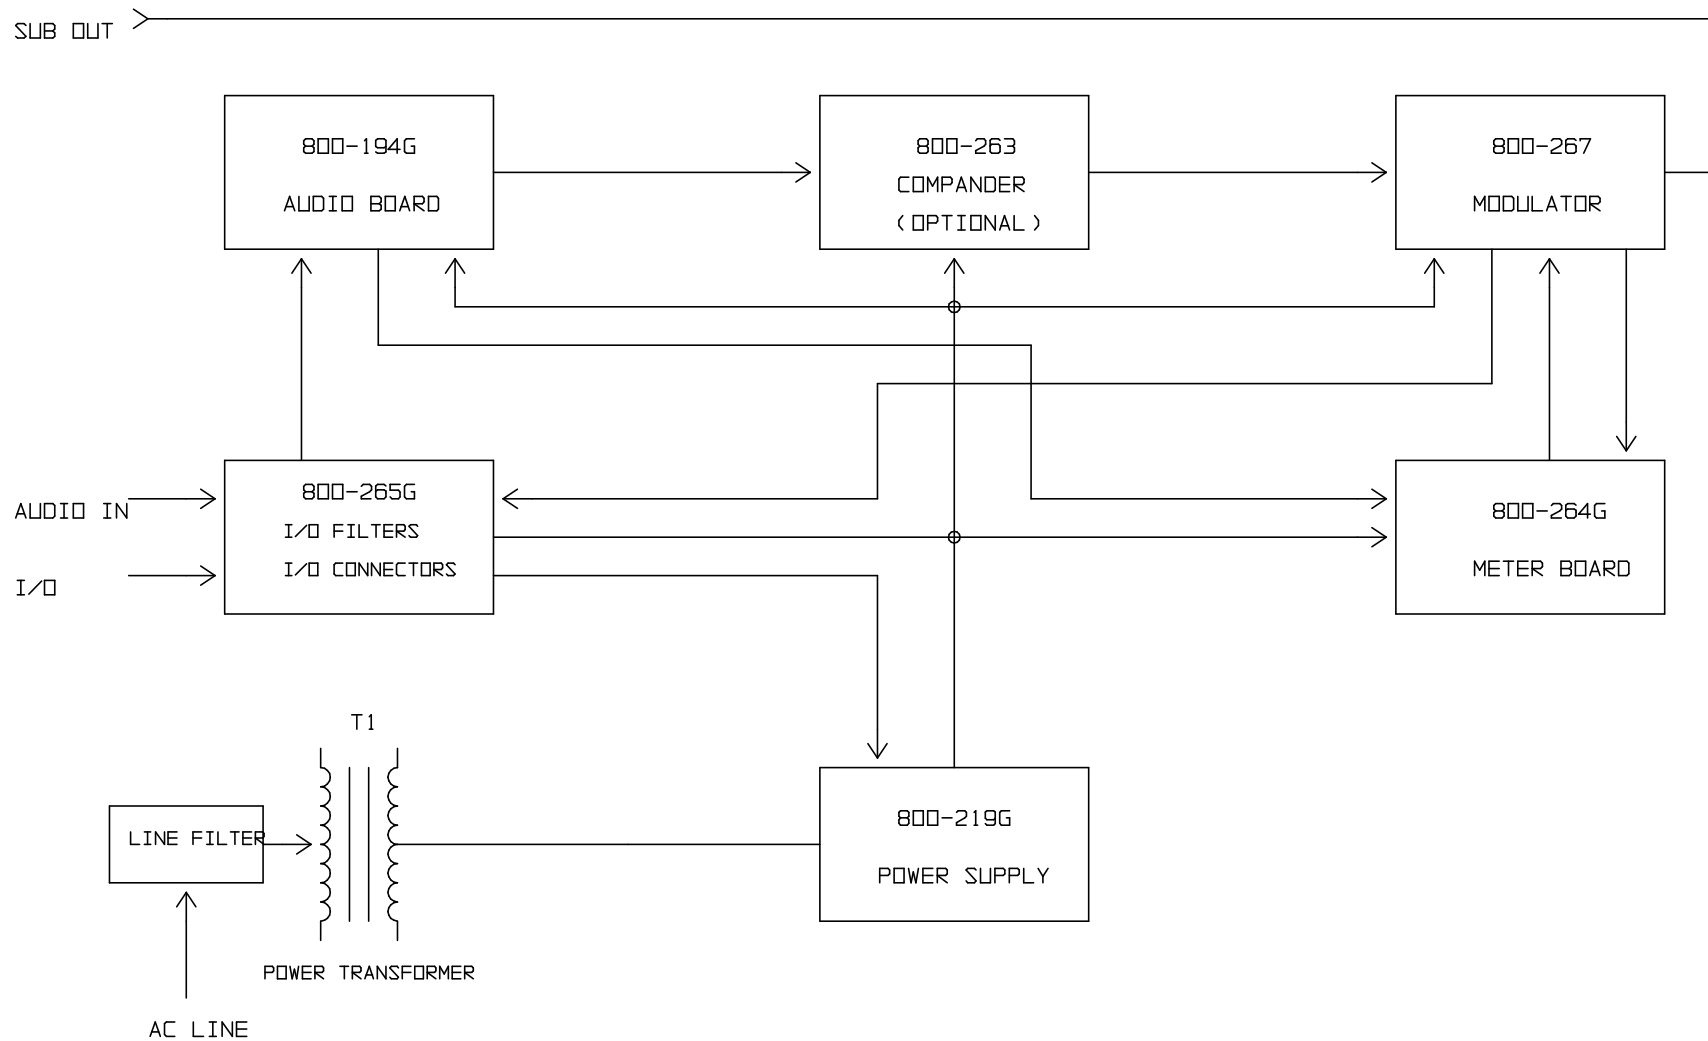 SUB OUT
800-194G
AUDIO BOARD
800-263
COMPANDER
(OPTIONAL)
800-267
MODULATOR
AUDIO IN
I/O
800-265G
I/O FILTERS
I/O CONNECTORS
800-264G
METER BOARD
T1
LINE FILTER
800-219G
POWER SUPPLY
POWER TRANSFORMER
AC LINE